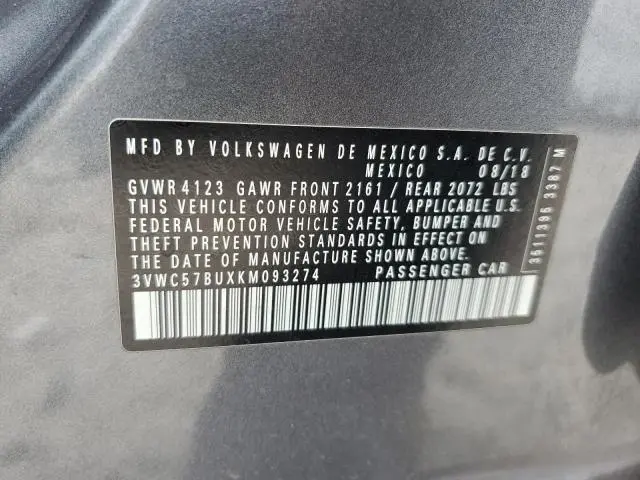 MFD BY VOLKSWAGEN DE MEXICO S.A. DE C.V.
MEXICO 08/18
GVWR 4123 GAWR FRONT 2161 / REAR 2072 LBS
THIS VEHICLE CONFORMS TO ALL APPLICABLE U.S.
FEDERAL MOTOR VEHICLE SAFETY, BUMPER AND
THEFT PREVENTION STANDARDS IN EFFECT ON
THE DATE OF MANUFACTURE SHOWN ABOVE
3VWC57BUXKM093274 PASSENGER CAR
3511396 3387 M